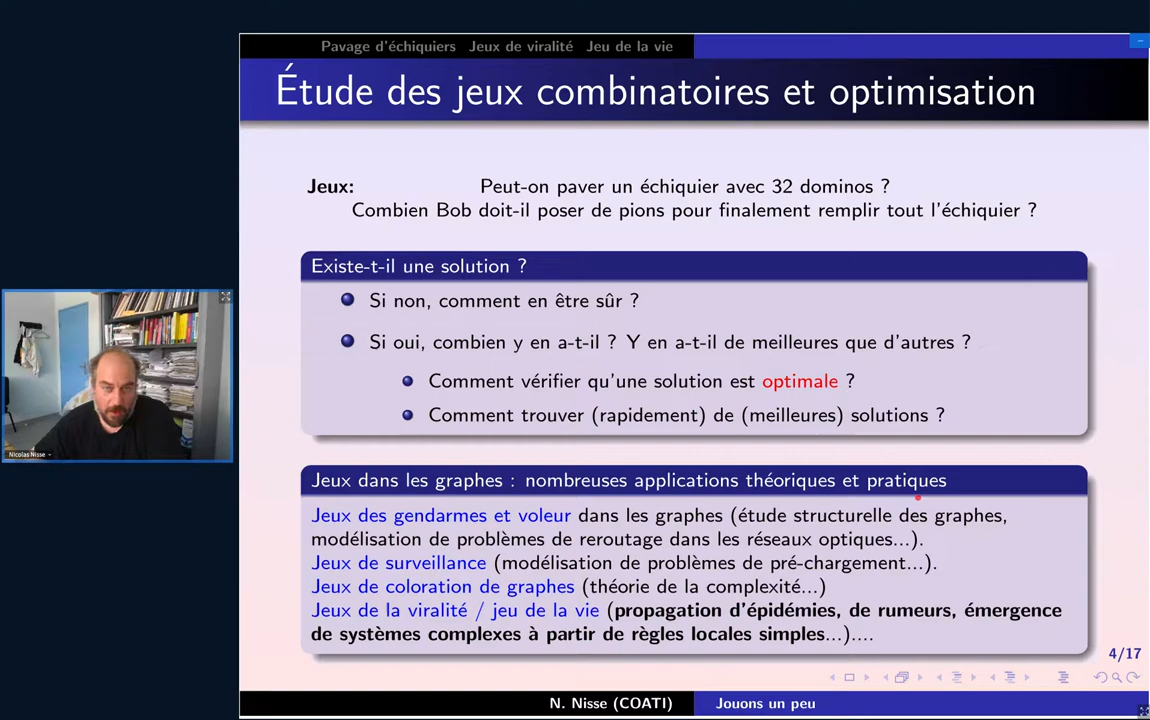 Pavage d'échiquiers Jeux de viralité Jeu de la vie
Étude des jeux combinatoires et optimisation
Jeux: Peut-on paver un échiquier avec 32 dominos ?
Combien Bob doit-il poser de pions pour finalement remplir tout l'échiquier ?
Existe-t-il une solution ?
Si non, comment en être sûr ?
Si oui, combien y en a-t-il ? Y en a-t-il de meilleures que d'autres ?
Comment vérifier qu'une solution est optimale ?
Comment trouver (rapidement) de (meilleures) solutions ?
Jeux dans les graphes : nombreuses applications théoriques et pratiques
Jeux des gendarmes et voleur dans les graphes (étude structurelle des graphes,
modélisation de problèmes de reroutage dans les réseaux optiques...).
Jeux de surveillance (modélisation de problèmes de pré-chargement...).
Jeux de coloration de graphes (théorie de la complexité...)
Jeux de la viralité / jeu de la vie (propagation d'épidémies, de rumeurs, émergence
de systèmes complexes à partir de règles locales simples...)....
4/17
N. Nisse (COATI) Jouons un peu
Nicolas Nisse